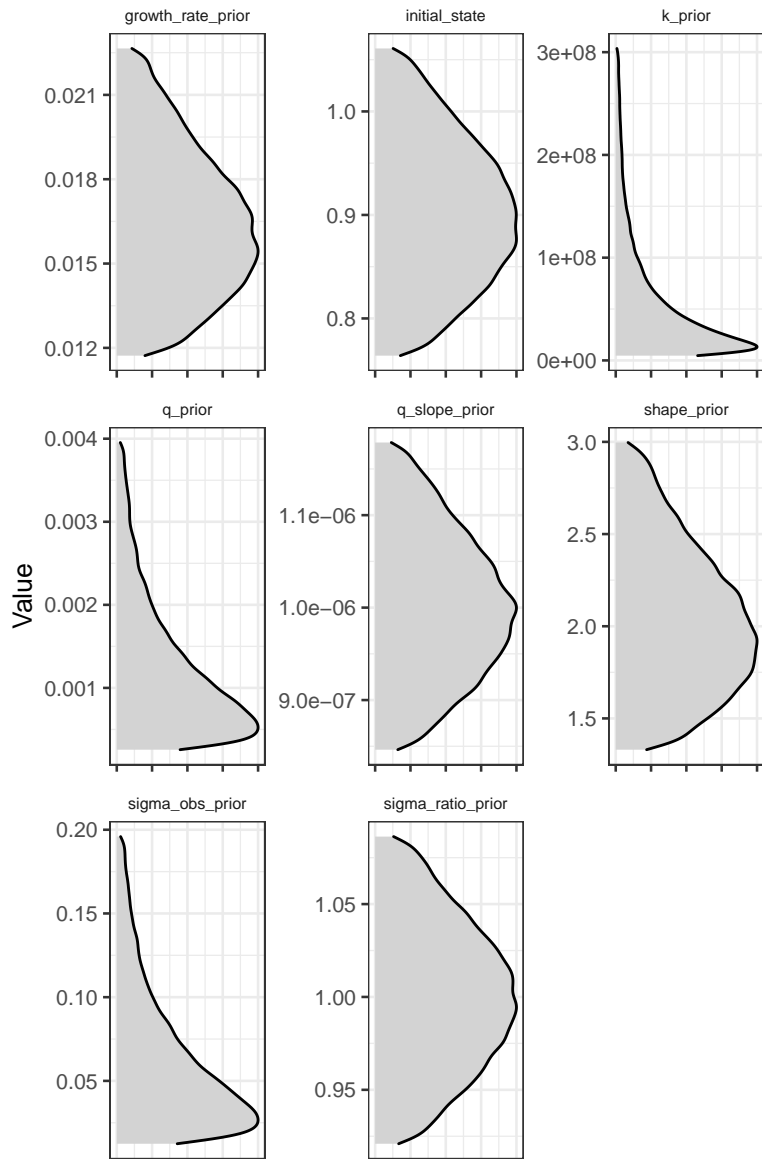 growth_rate_prior
initial_state
k_prior
0.021
0.018
0.015
0.012
1.0
0.9
0.8
3e+08
2e+08
1e+08
0e+00
q_prior
q_slope_prior
shape_prior
0.004
0.003
0.002
0.001
1.1e−06
1.0e−06
9.0e−07
3.0
2.5
2.0
1.5
Value
sigma_obs_prior
sigma_ratio_prior
0.20
0.15
0.10
0.05
1.05
1.00
0.95